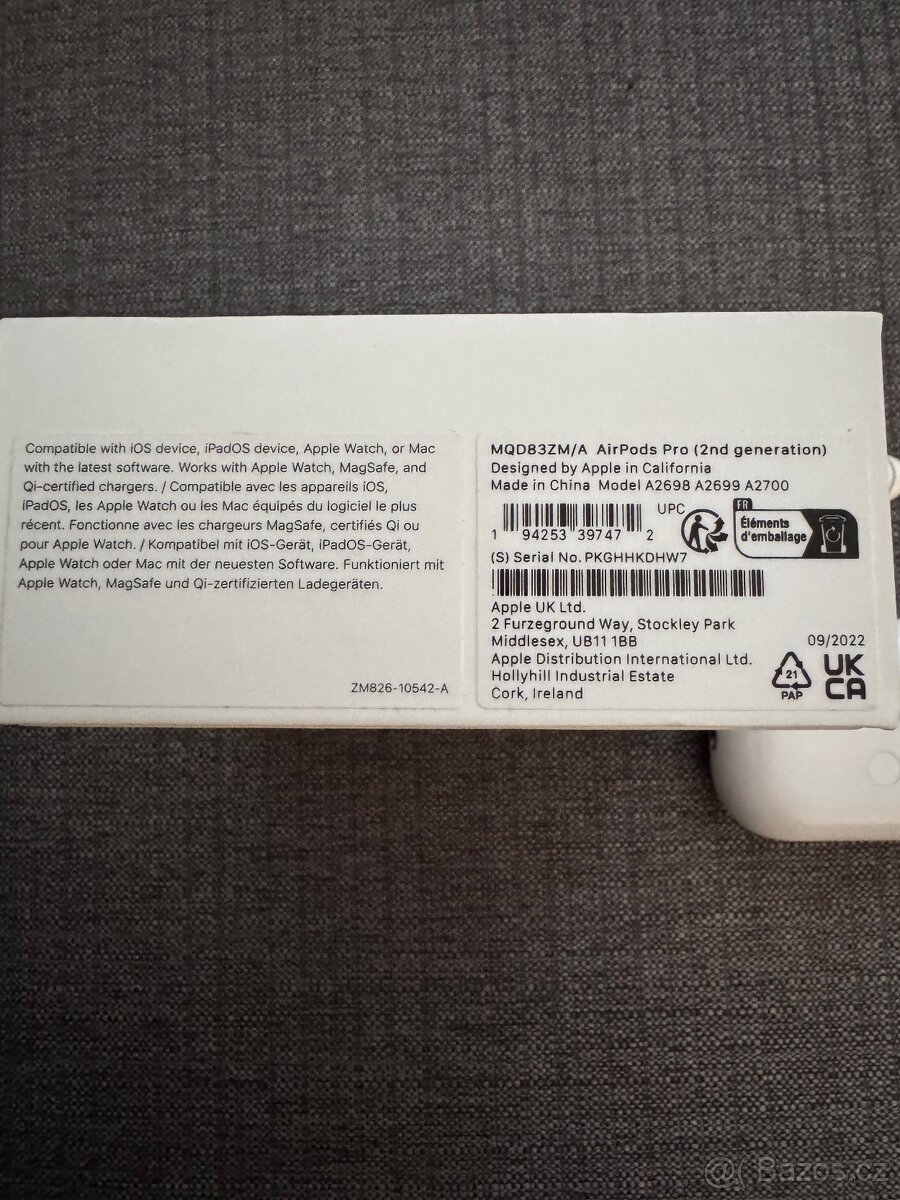 Compatible with iOS device, iPadOS device, Apple Watch, or Mac
with the latest software. Works with Apple Watch, MagSafe, and
Qi-certified chargers. / Compatible avec les appareils iOS,
iPadOS, les Apple Watch ou les Mac équipés du logiciel le plus
récent. Fonctionne avec les chargeurs MagSafe, certifiés Qi ou
pour Apple Watch. / Kompatibel mit iOS-Gerät, iPadOS-Gerät,
Apple Watch oder Mac mit der neuesten Software. Funktioniert mit
Apple Watch, MagSafe und Qi-zertifizierten Ladegeräten.
ZM826-10542-A
MQD83ZM/A AirPods Pro (2nd generation)
Designed by Apple in California
Made in China Model A2698 A2699 A2700
UPC
1 94253 39747 2
FR
Éléments
d'emballage
(S) Serial No. PKGHHKDHW7
Apple UK Ltd.
2 Furzeground Way, Stockley Park
Middlesex, UB11 1BB
Apple Distribution International Ltd.
Hollyhill Industrial Estate
Cork, Ireland
09/2022
21
PAP
UK
CA
@( Bazos.cz